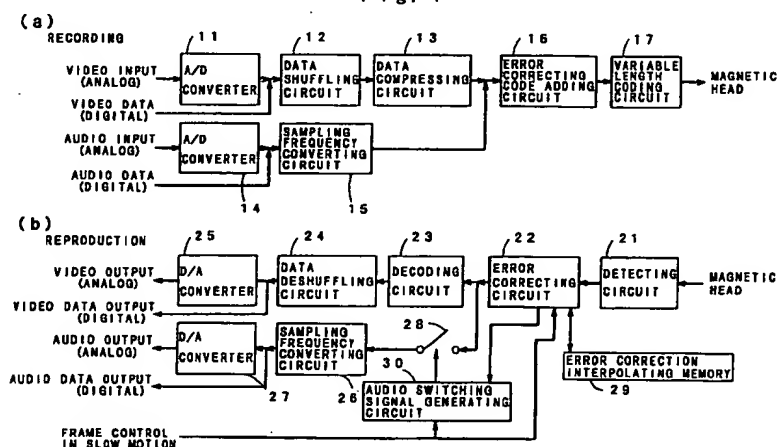 (a)
RECORDING
11
12
13
16
17
VIDEO INPUT
(ANALOG)
A/D
CONVERTER
DATA
SHUFFLING
CIRCUIT
DATA
COMPRESSING
CIRCUIT
ERROR
CORRECTING
CODE ADDING
CIRCUIT
VARIABLE
LENGTH
CODING
CIRCUIT
MAGNETIC
HEAD
VIDEO DATA
(DIGITAL)
AUDIO INPUT
(ANALOG)
A/D
CONVERTER
SAMPLING
FREQUENCY
CONVERTING
CIRCUIT
AUDIO DATA
(DIGITAL)
14
15
(b)
REPRODUCTION
25
24
23
22
21
VIDEO OUTPUT
(ANALOG)
D/A
CONVERTER
DATA
DESHUFFLING
CIRCUIT
DECODING
CIRCUIT
ERROR
CORRECTING
CIRCUIT
DETECTING
CIRCUIT
MAGNETIC
HEAD
VIDEO DATA OUTPUT
(DIGITAL)
AUDIO OUTPUT
(ANALOG)
D/A
CONVERTER
SAMPLING
FREQUENCY
CONVERTING
CIRCUIT
28
30
AUDIO DATA OUTPUT
(DIGITAL)
27
26
AUDIO SWITCHING
SIGNAL GENERATING
CIRCUIT
ERROR CORRECTION
INTERPOLATING MEMORY
29
FRAME CONTROL
IN SLOW MOTION